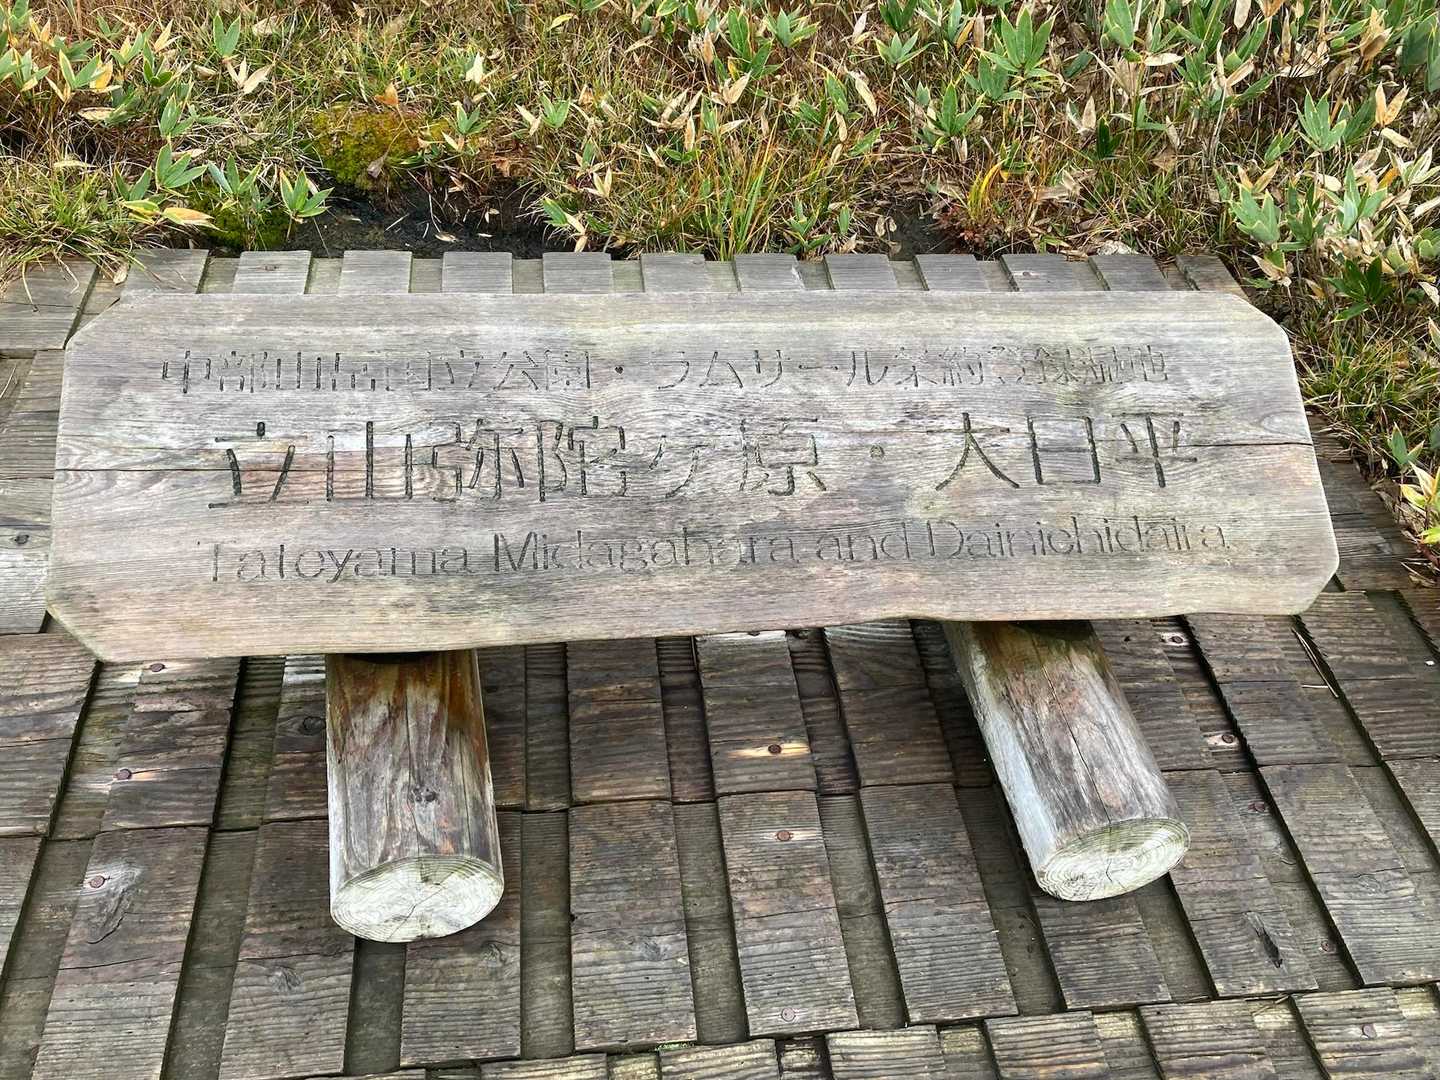 中部山岳国立公園・ラムサール条約登録湿地
立山弥陀ヶ原・大日平
Tateyama Midagahara and Dainichidaira